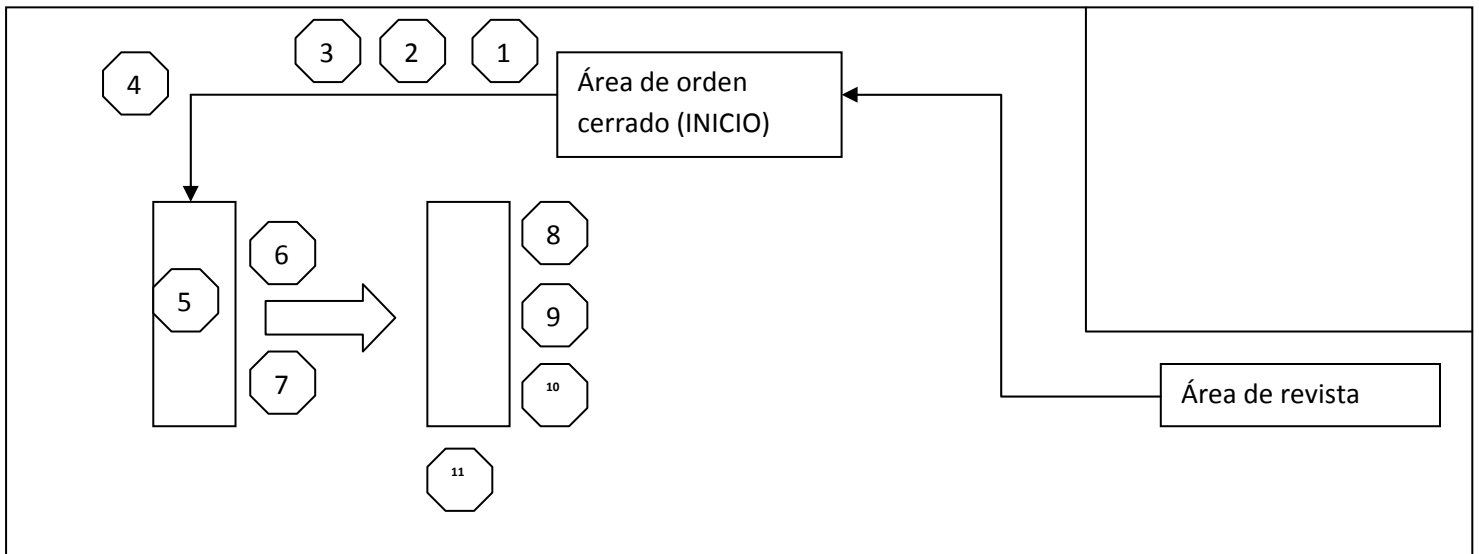 3 2 1
4
Área de orden
cerrado (INICIO)
6
8
5
9
7
10
Área de revista
11